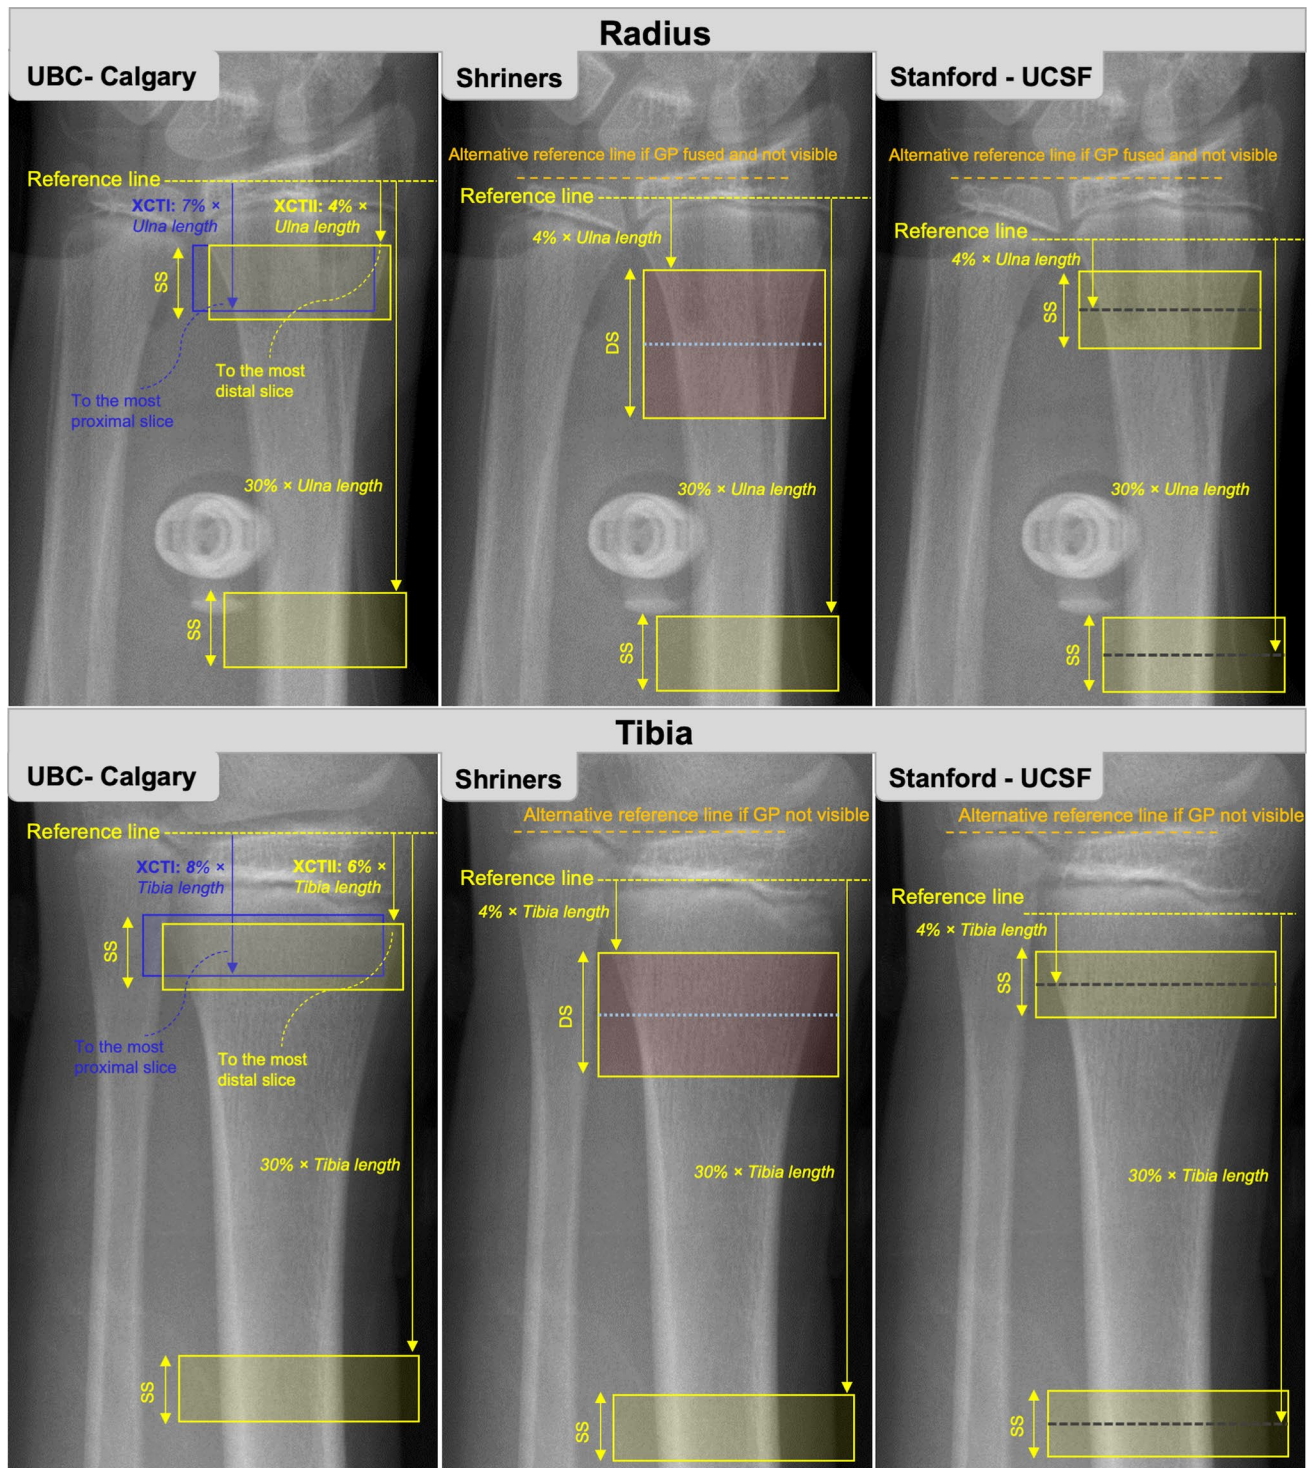 Radius
UBC- Calgary
Reference line
XCTI: 7% ×
Ulna length
XCTII: 4% ×
Ulna length
SS
To the most
proximal slice
To the most
distal slice
30% × Ulna length
SS
Shriners
Alternative reference line if GP fused and not visible
Reference line
4% × Ulna length
DS
30% × Ulna length
SS
Stanford - UCSF
Alternative reference line if GP fused and not visible
Reference line
4% × Ulna length
SS
30% × Ulna length
SS
Tibia
UBC- Calgary
Reference line
XCTI: 8% ×
Tibia length
XCTII: 6% ×
Tibia length
SS
To the most
proximal slice
To the most
distal slice
30% × Tibia length
SS
Shriners
Alternative reference line if GP not visible
Reference line
4% × Tibia length
DS
30% × Tibia length
SS
Stanford - UCSF
Alternative reference line if GP not visible
Reference line
4% × Tibia length
SS
30% × Tibia length
SS